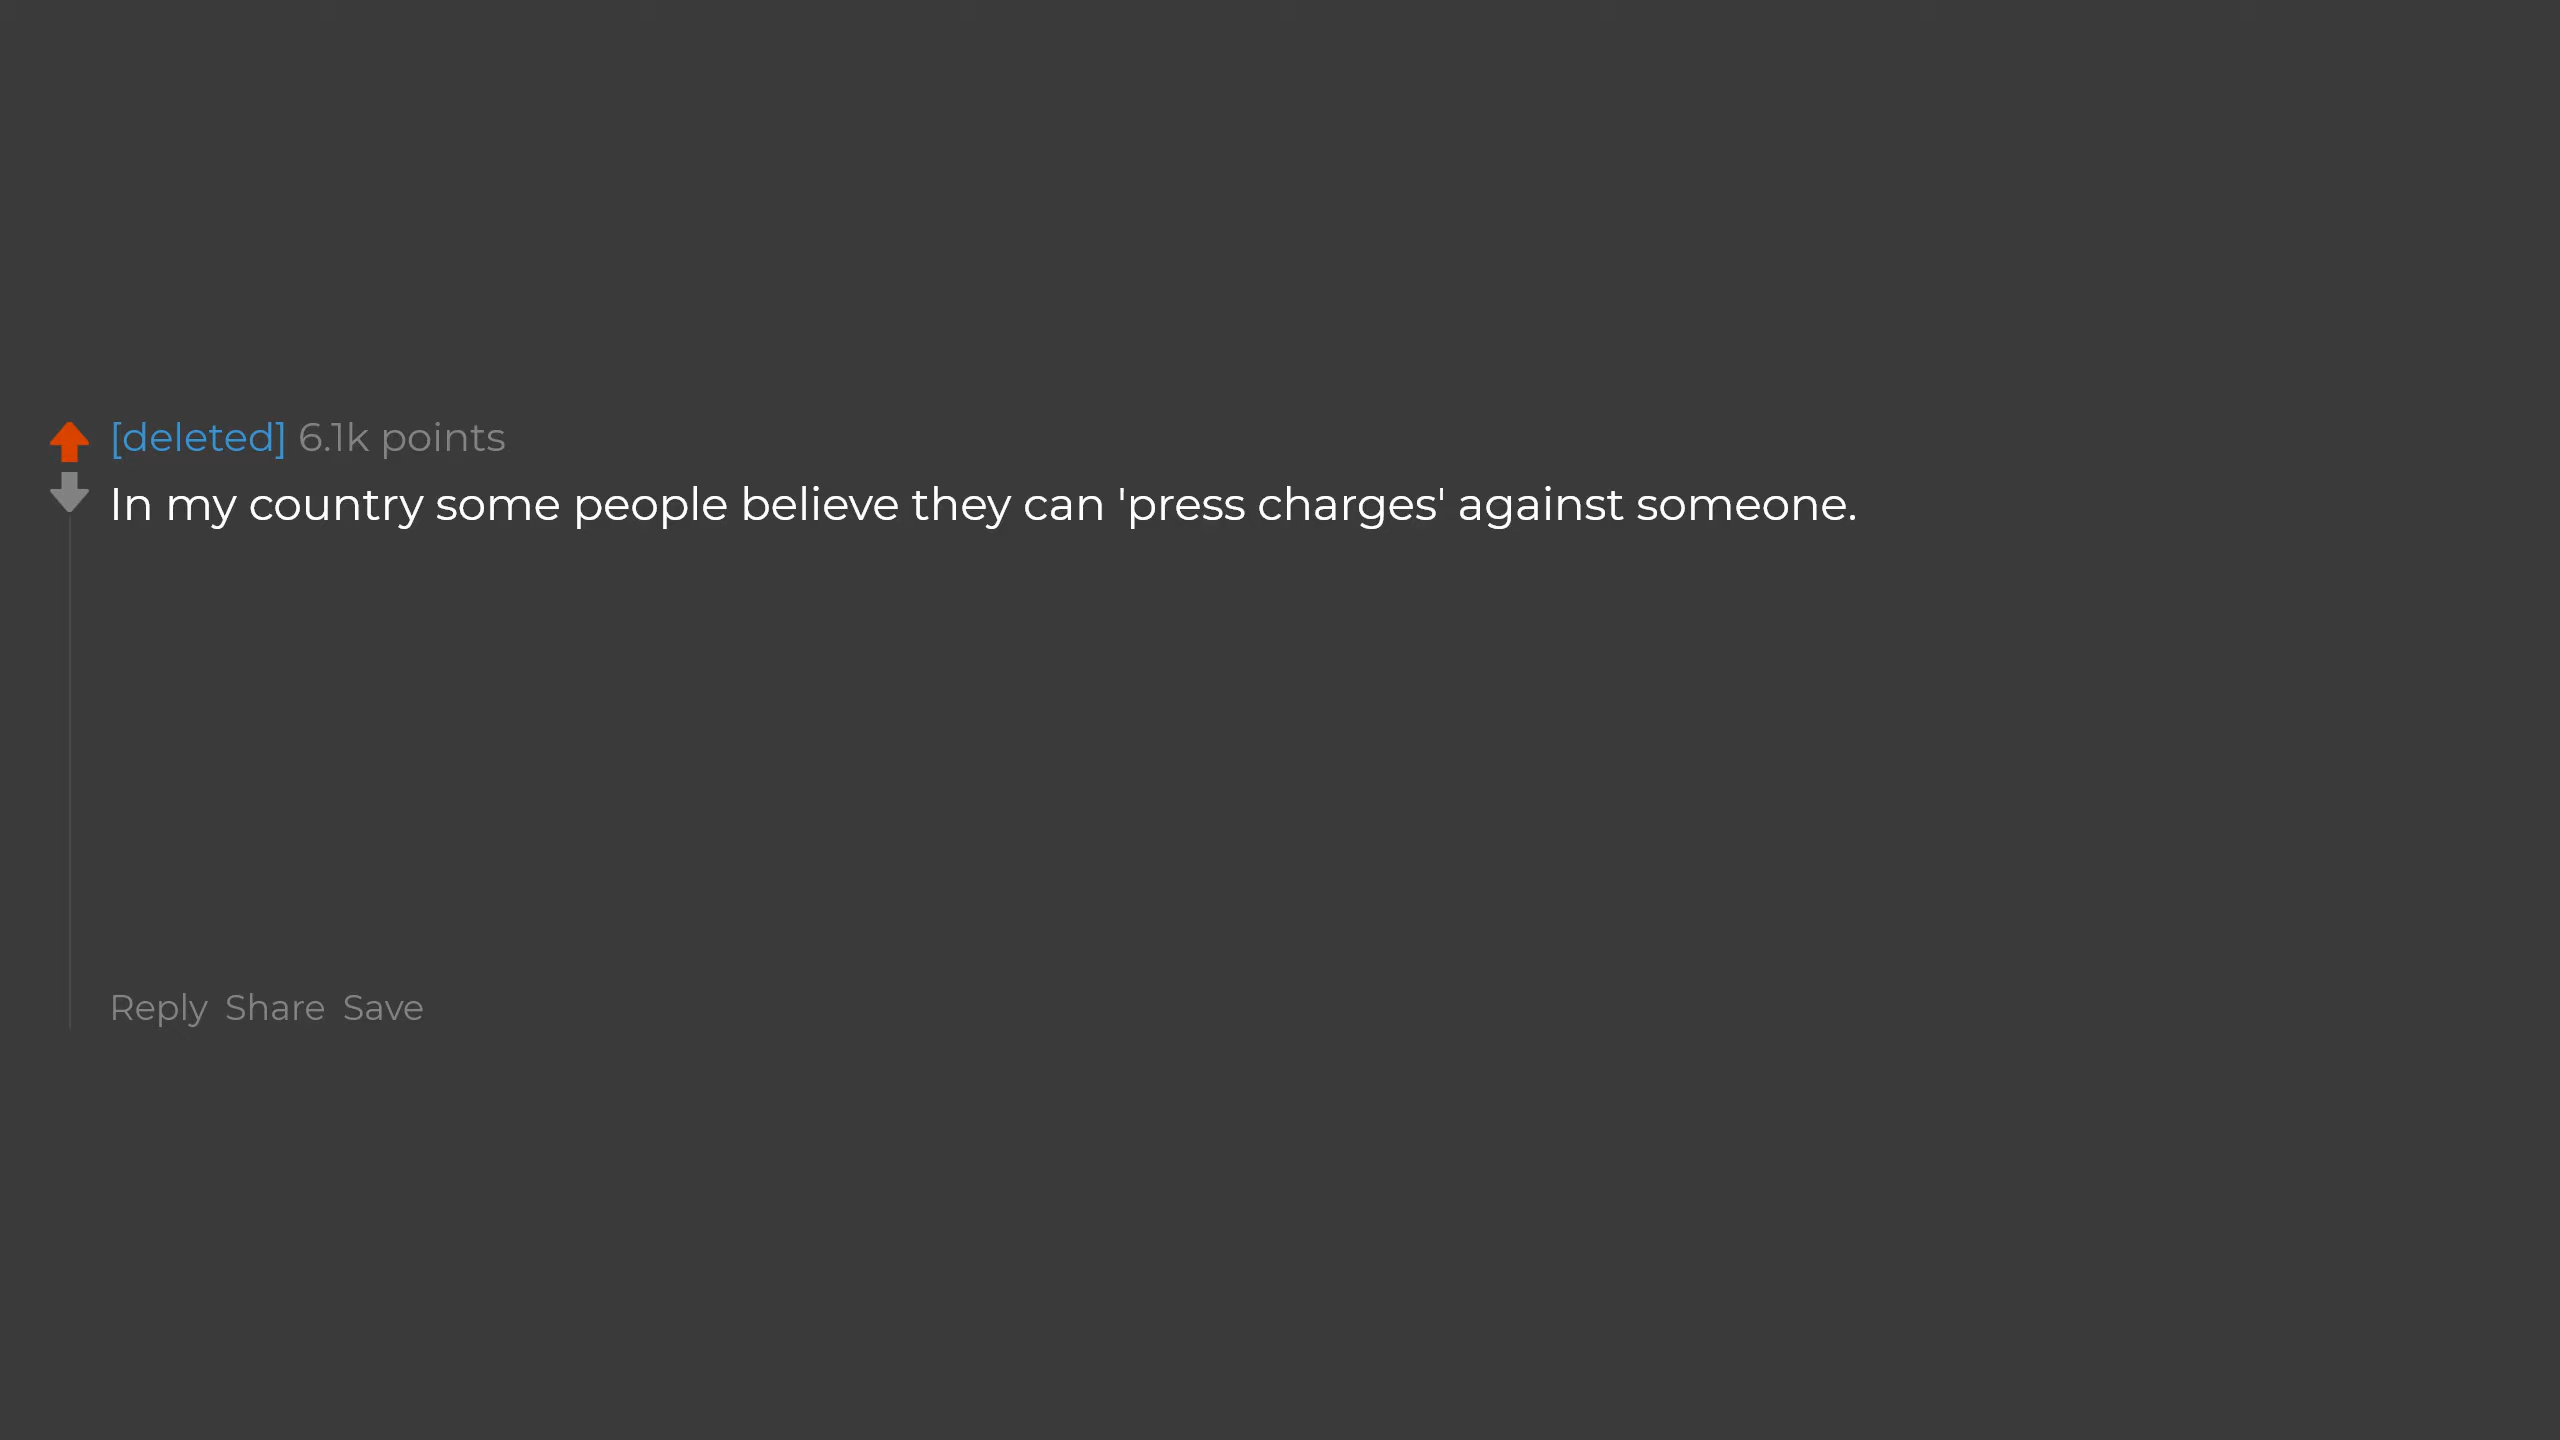 [deleted] 6.1k points
In my country some people believe they can 'press charges' against someone.
Reply Share Save